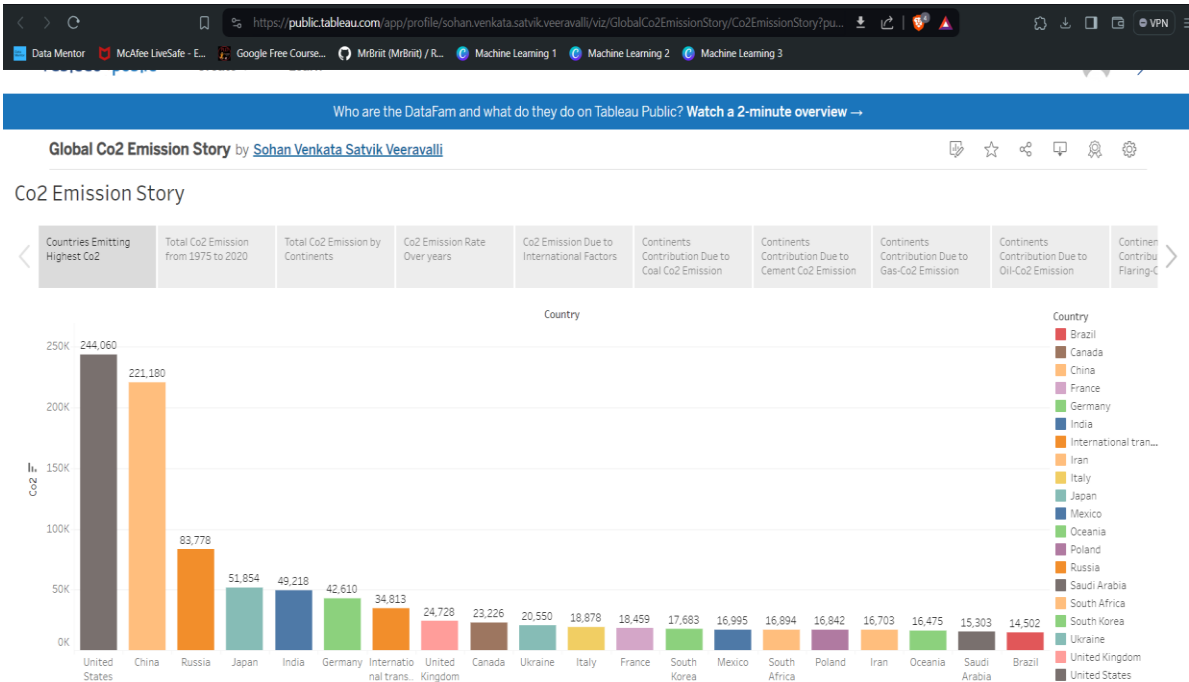 https://public.tableau.com/app/profile/sohan.venkata.satvik.veeravalli/viz/GlobalCo2EmissionStory/Co2EmissionStory?pu...
VPN
Data Mentor
McAfee LiveSafe - E...
Google Free Course...
MrBriit (MrBriit) / R...
Machine Learning 1
Machine Learning 2
Machine Learning 3
Who are the DataFam and what do they do on Tableau Public? Watch a 2-minute overview →
Global Co2 Emission Story by Sohan Venkata Satvik Veeravalli
Co2 Emission Story
Countries Emitting
Highest Co2
Total Co2 Emission
from 1975 to 2020
Total Co2 Emission by
Continents
Co2 Emission Rate
Over years
Co2 Emission Due to
International Factors
Continents
Contribution Due to
Coal Co2 Emission
Continents
Contribution Due to
Cement Co2 Emission
Continents
Contribution Due to
Gas-Co2 Emission
Continents
Contribution Due to
Oil-Co2 Emission
Continen
Contribu
Flaring-C
Country
Co2
250K
200K
150K
100K
50K
0K
244,060
221,180
83,778
51,854
49,218
42,610
34,813
24,728
23,226
20,550
18,878
18,459
17,683
16,995
16,894
16,842
16,703
16,475
15,303
14,502
United
States
China
Russia
Japan
India
Germany
Internatio
nal trans..
United
Kingdom
Canada
Ukraine
Italy
France
South
Korea
Mexico
South
Africa
Poland
Iran
Oceania
Saudi
Arabia
Brazil
Country
Brazil
Canada
China
France
Germany
India
International tran...
Iran
Italy
Japan
Mexico
Oceania
Poland
Russia
Saudi Arabia
South Africa
South Korea
Ukraine
United Kingdom
United States